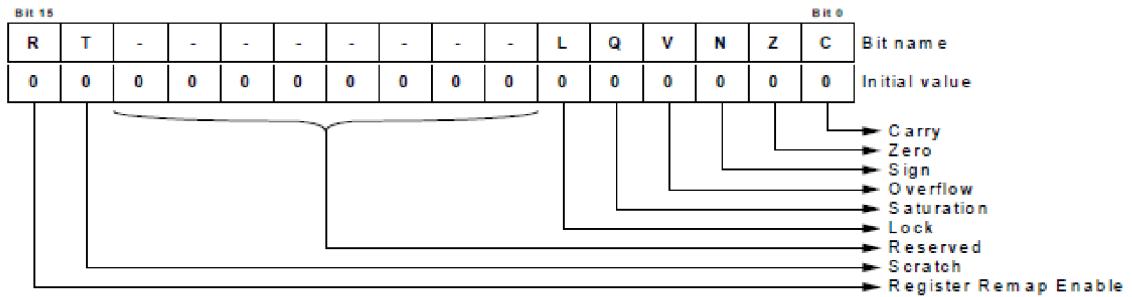 Bit 15 Bit 0
R T - - - - - - - - L Q V N Z C Bit name
0 0 0 0 0 0 0 0 0 0 0 0 0 0 0 0 Initial value
Carry
Zero
Sign
Overflow
Saturation
Lock
Reserved
Scratch
Register Remap Enable